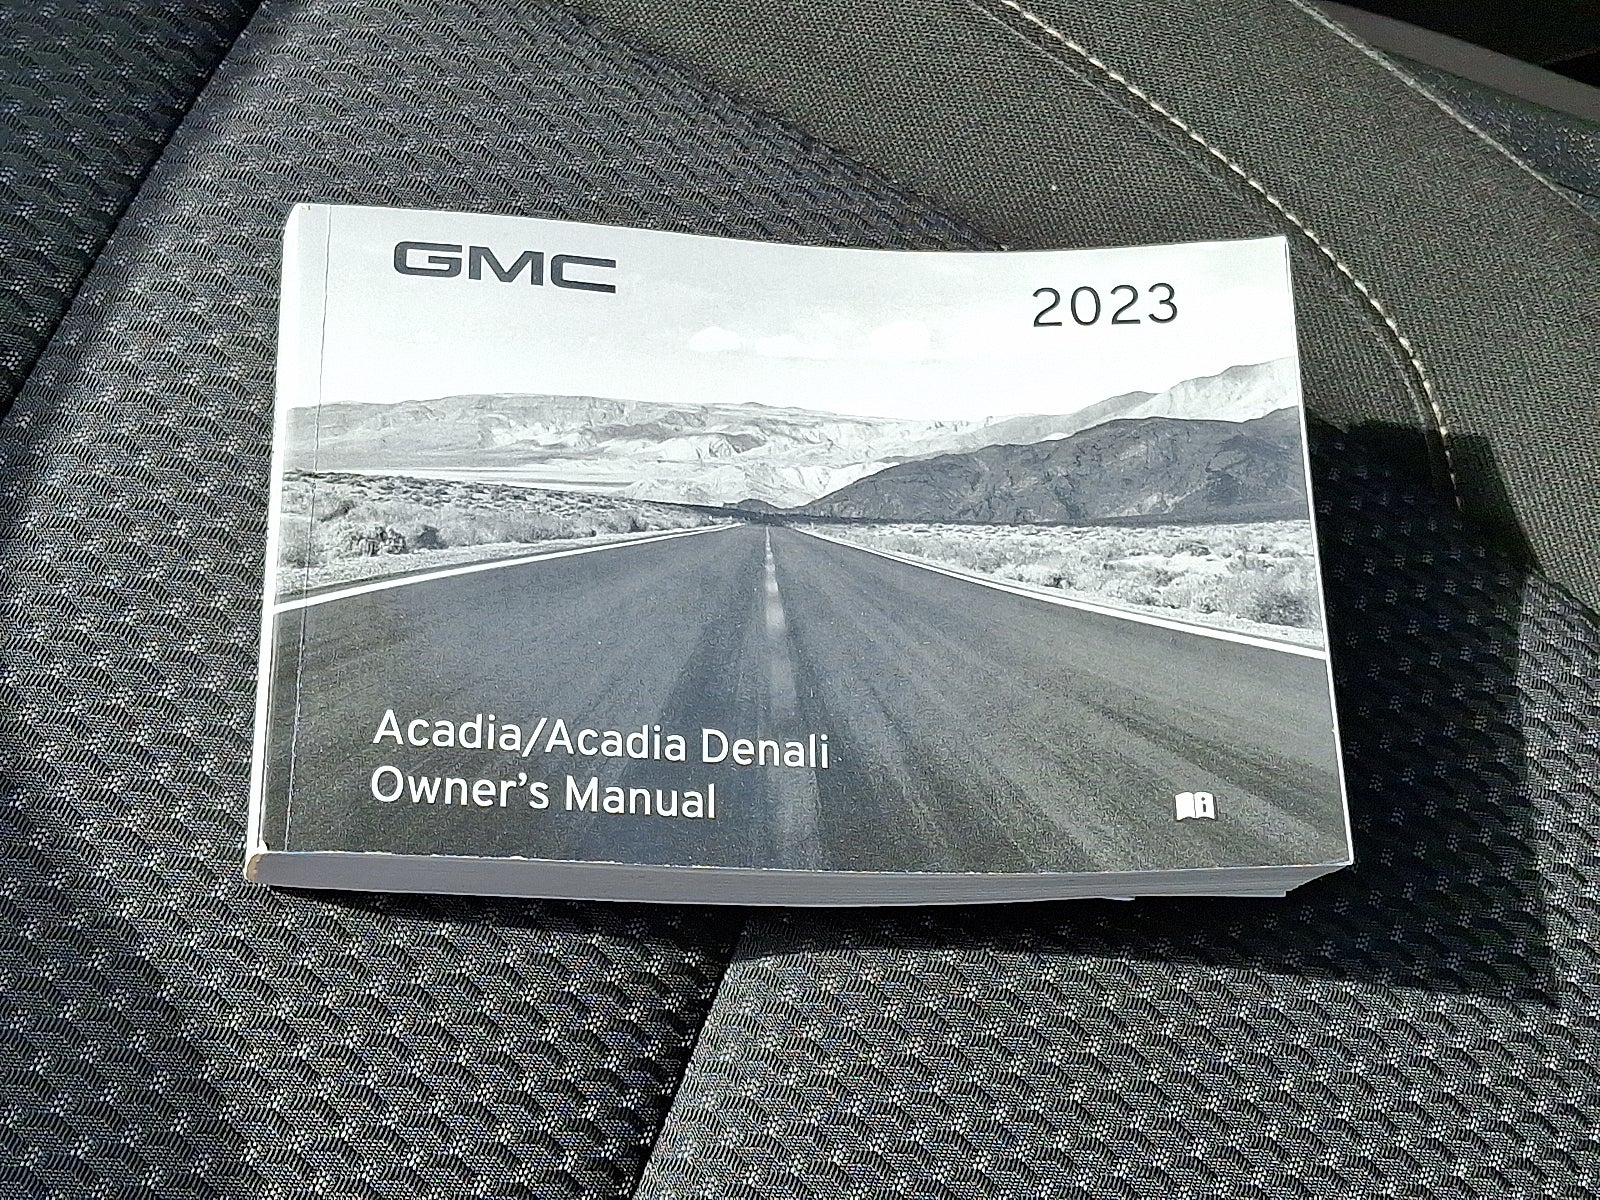 GMC
2023
Acadia/Acadia Denali
Owner's Manual